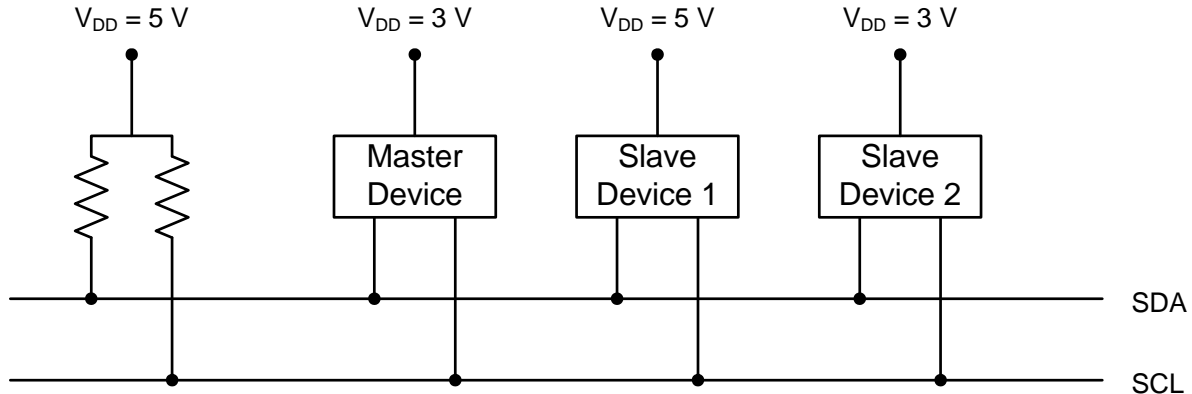 V_DD = 5 V
V_DD = 3 V
V_DD = 5 V
V_DD = 3 V
Master
Device
Slave
Device 1
Slave
Device 2
SDA
SCL